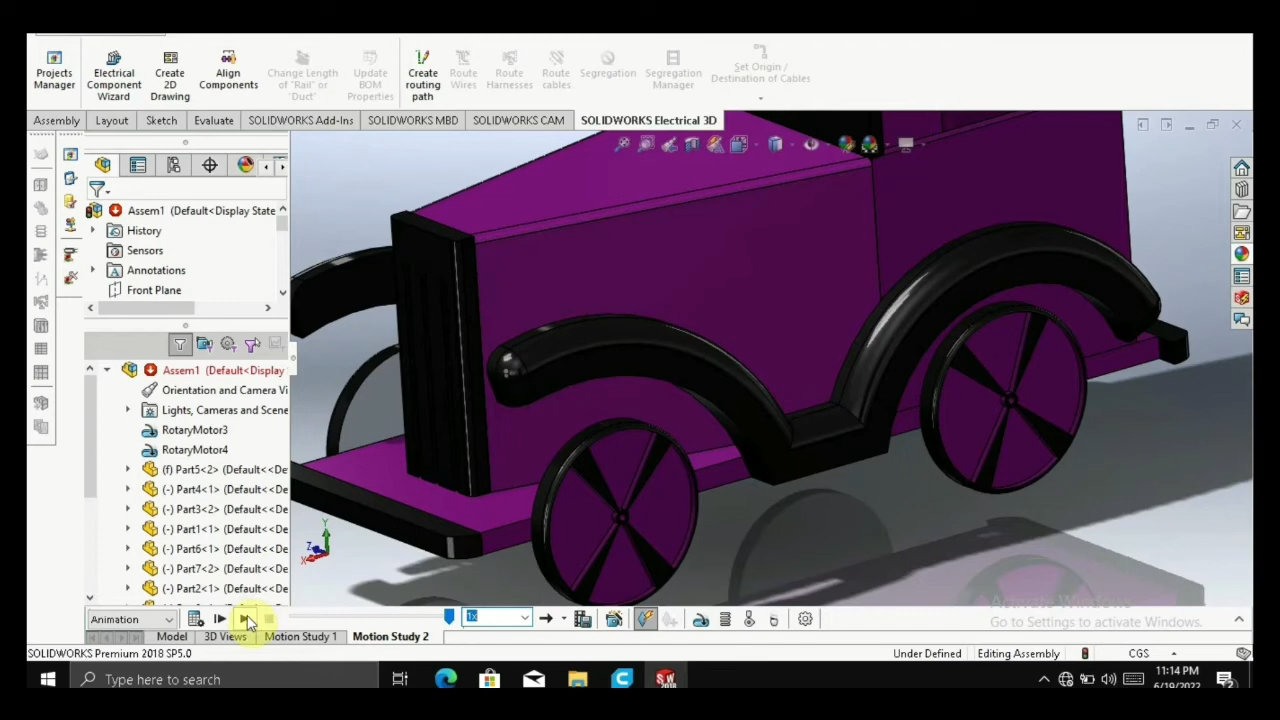 Projects Manager
Electrical Component Wizard
Create 2D Drawing
Align Components
Change Length of "Rail" or "Duct"
Update BOM Properties
Create routing path
Route Wires
Route Harnesses
Route cables
Segregation
Segregation Manager
Set Origin / Destination of Cables
Assembly Layout Sketch Evaluate SOLIDWORKS Add-Ins SOLIDWORKS MBD SOLIDWORKS CAM SOLIDWORKS Electrical 3D
Assem1 (Default<Display State
History
Sensors
Annotations
Front Plane
Assem1 (Default<Display
Orientation and Camera Vi
Lights, Cameras and Scene
RotaryMotor3
RotaryMotor4
(f) Part5<2> (Default<<De
(-) Part4<1> (Default<<De
(-) Part3<2> (Default<<De
(-) Part1<1> (Default<<De
(-) Part6<1> (Default<<De
(-) Part7<2> (Default<<De
(-) Part2<1> (Default<<De
Y
Z
X
Activate Windows
Go to Settings to activate Windows.
Animation
1x
Model 3D Views Motion Study 1 Motion Study 2
SOLIDWORKS Premium 2018 SP5.0 Under Defined Editing Assembly CGS
Type here to search
SW
2018
11:14 PM
6/19/2022
2